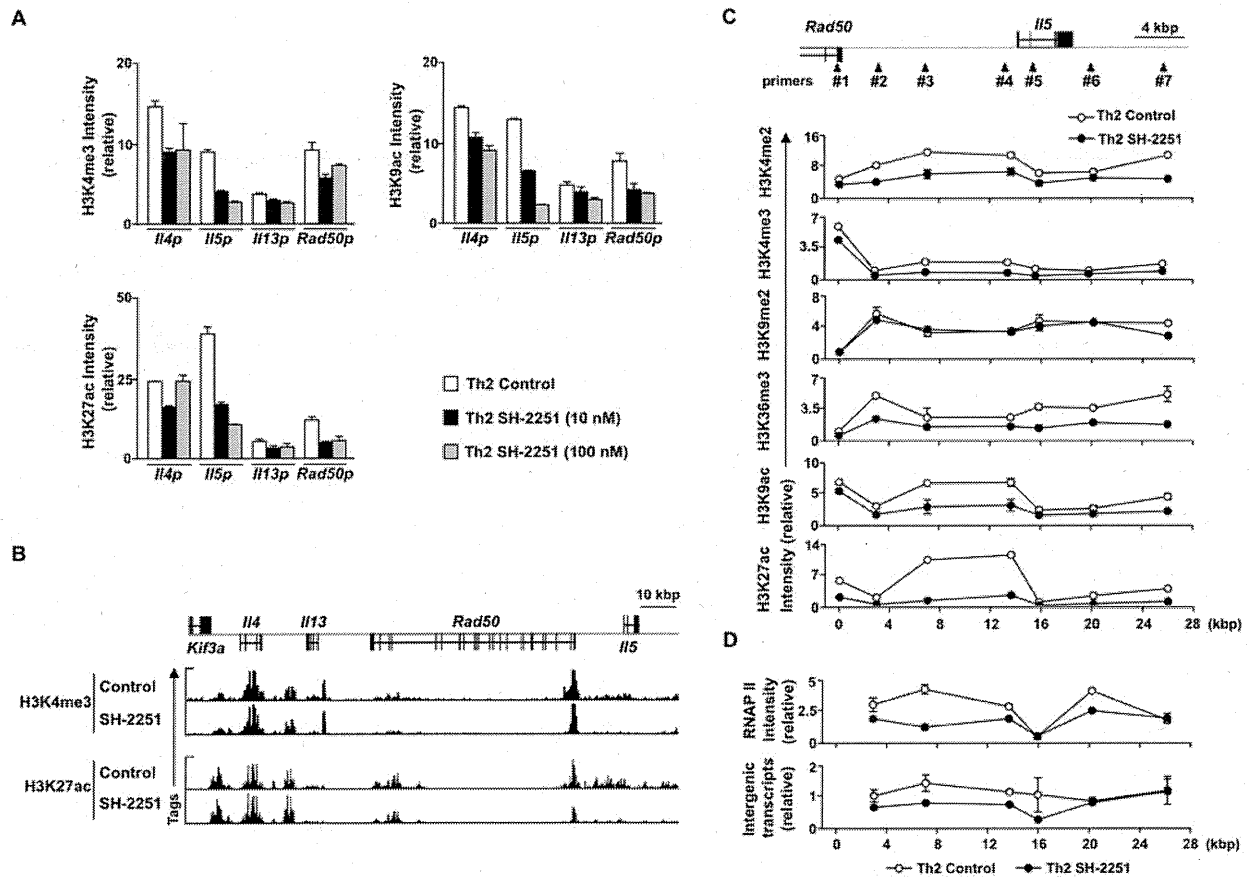 A
H3K4me3 Intensity
(relative)
20
10
0
Il4p Il5p Il13p Rad50p
H3K9ac Intensity
(relative)
20
10
0
Il4p Il5p Il13p Rad50p
H3K27ac Intensity
(relative)
50
25
0
Il4p Il5p Il13p Rad50p
Th2 Control
Th2 SH-2251 (10 nM)
Th2 SH-2251 (100 nM)
B
10 kbp
Il4 Il13 Rad50
Kif3a Il5
H3K4me3
Control
SH-2251
H3K27ac
Control
SH-2251
Tags
C
Rad50 Il5 4 kbp
primers #1 #2 #3 #4 #5 #6 #7
Th2 Control
Th2 SH-2251
H3K4me2
16
8
0
H3K4me3
7
3.5
0
H3K9me2
8
4
0
H3K36me3
7
3.5
0
H3K9ac
10
5
0
H3K27ac
14
7
0
Intensity (relative)
0 4 8 12 16 20 24 28 (kbp)
D
RNAP II
Intensity
(relative)
5
2.5
0
Intergenic
transcripts
(relative)
2
1
0
0 4 8 12 16 20 24 28 (kbp)
Th2 Control Th2 SH-2251